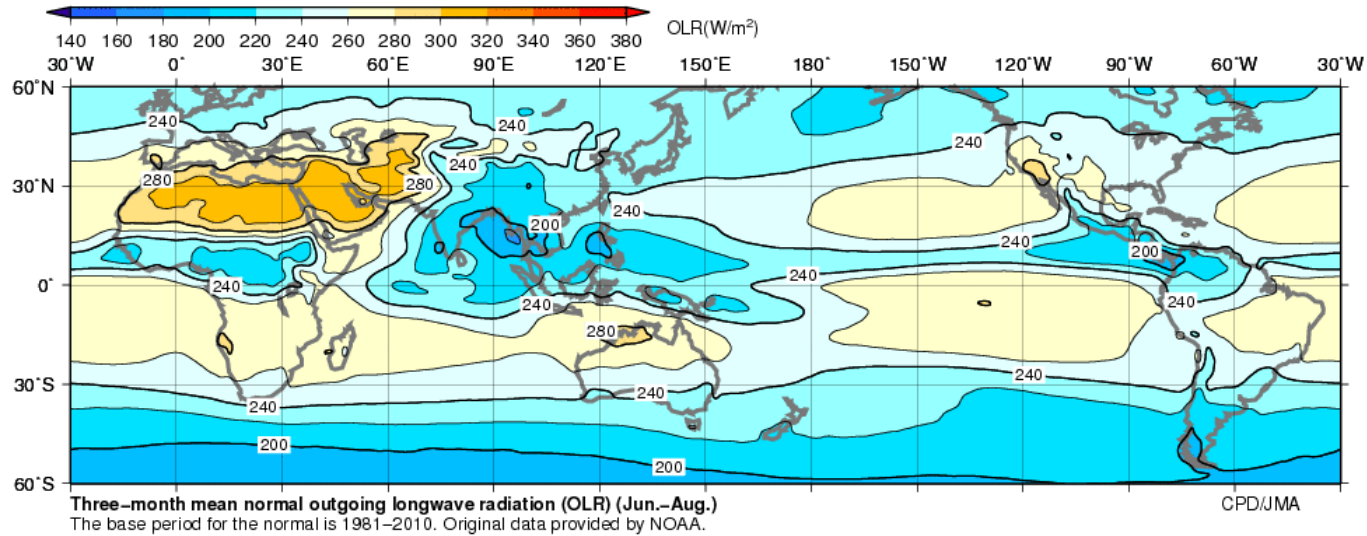 OLR(W/m²)
140 160 180 200 220 240 260 280 300 320 340 360 380
30°W 0° 30°E 60°E 90°E 120°E 150°E 180° 150°W 120°W 90°W 60°W 30°W
60°N
240 240 240 240
280 280
30°N
240 200
240 200
0°
240 240 240 240
280
30°S
240 240 240
200 200
60°S
Three-month mean normal outgoing longwave radiation (OLR) (Jun.-Aug.) CPD/JMA
The base period for the normal is 1981-2010. Original data provided by NOAA.